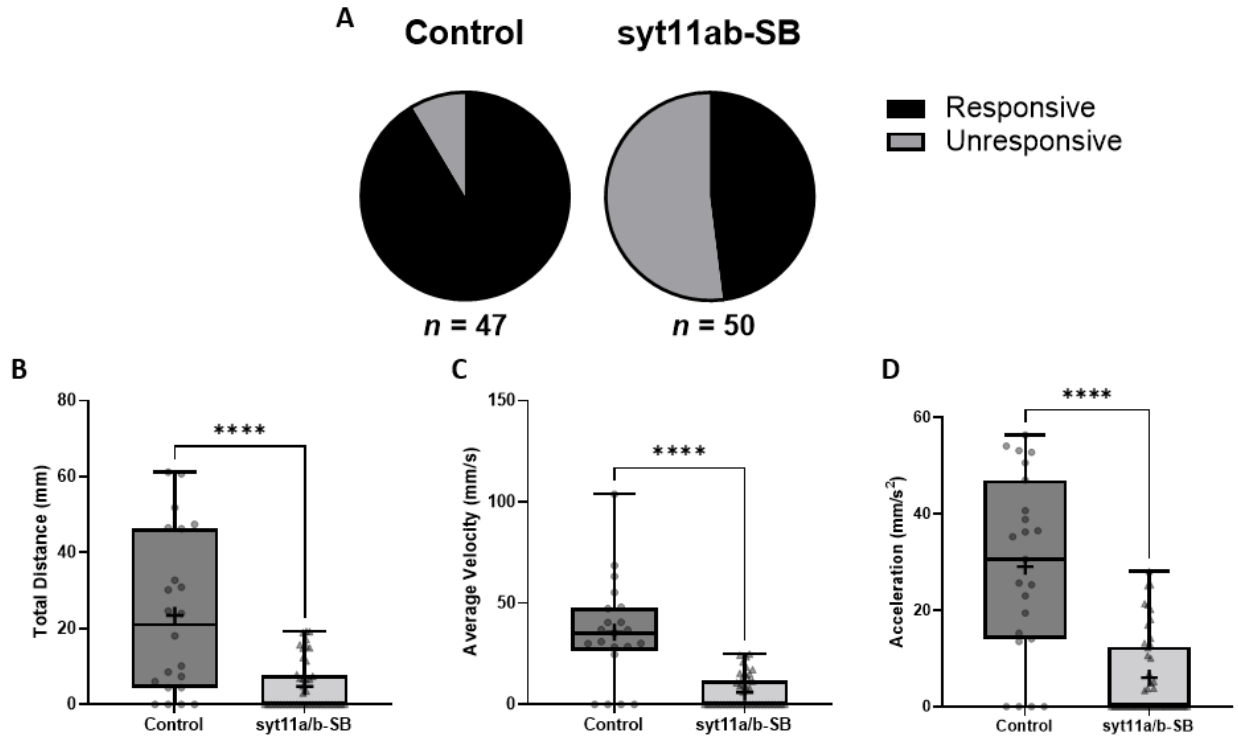 A
Control
syt11ab-SB
Responsive
Unresponsive
n = 47
n = 50
B
Total Distance (mm)
80
60
40
20
0
****
Control
syt11a/b-SB
C
Average Velocity (mm/s)
150
100
50
0
****
Control
syt11a/b-SB
D
Acceleration (mm/s²)
60
40
20
0
****
Control
syt11a/b-SB